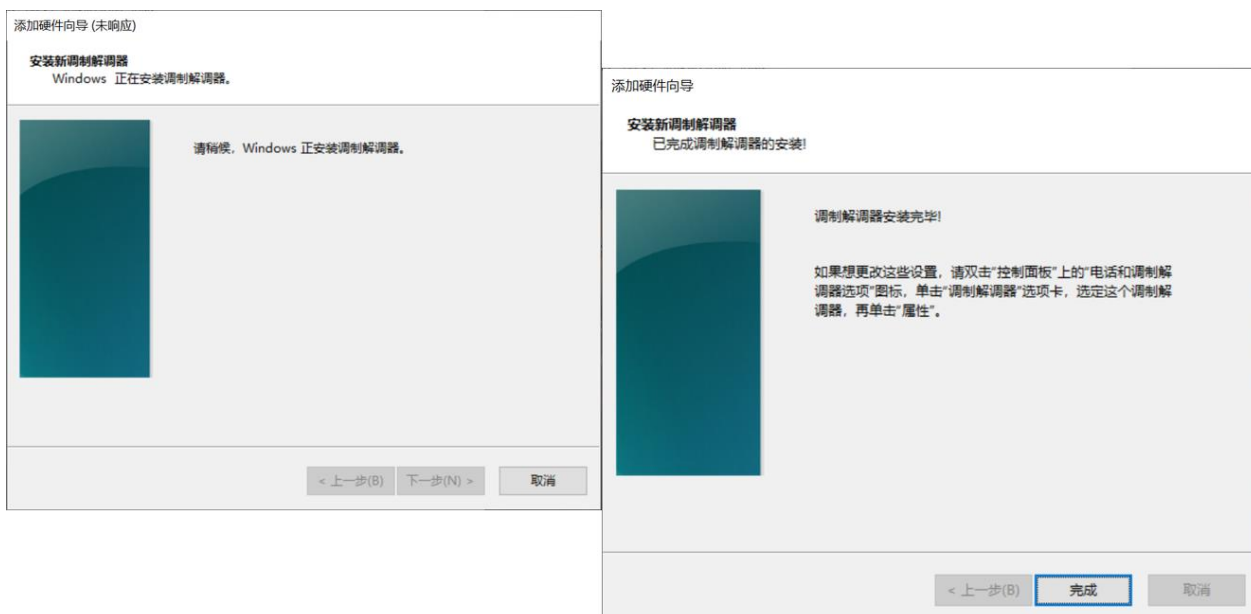 添加硬件向导 (未响应)
安装新调制解调器
Windows 正在安装调制解调器。
请稍候，Windows 正安装调制解调器。
< 上一步(B)
下一步(N) >
取消
添加硬件向导
安装新调制解调器
已完成调制解调器的安装!
调制解调器安装完毕!
如果想更改这些设置，请双击"控制面板"上的"电话和调制解
调器选项"图标，单击"调制解调器"选项卡，选定这个调制解
调器，再单击"属性"。
< 上一步(B)
完成
取消